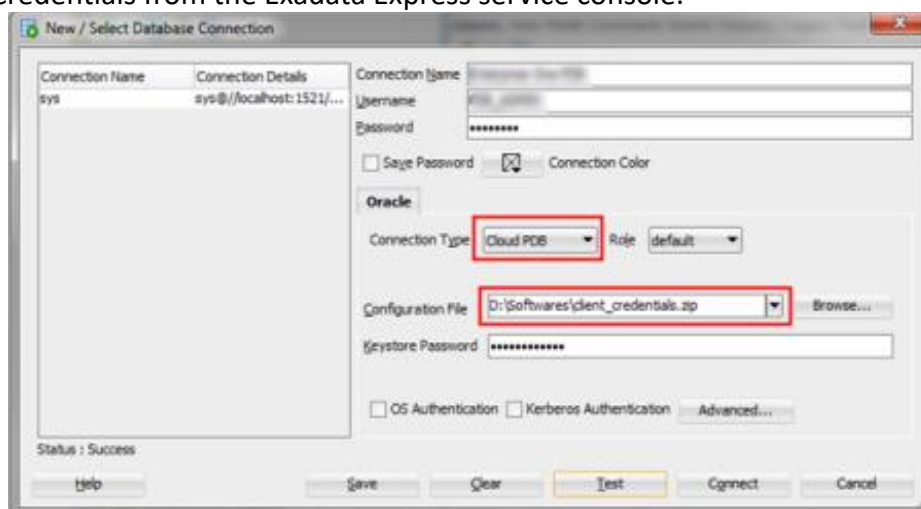 credentials from the Exadata Express service console.
New / Select Database Connection
Connection Name Connection Details
sys sys@//localhost:1521/...
Connection Name
Username
Password ••••••••
Save Password Connection Color
Oracle
Connection Type Cloud PDB Role default
Configuration File D:\Softwares\client_credentials.zip Browse...
Keystore Password ••••••••••••
OS Authentication Kerberos Authentication Advanced...
Status : Success
Help Save Clear Test Connect Cancel